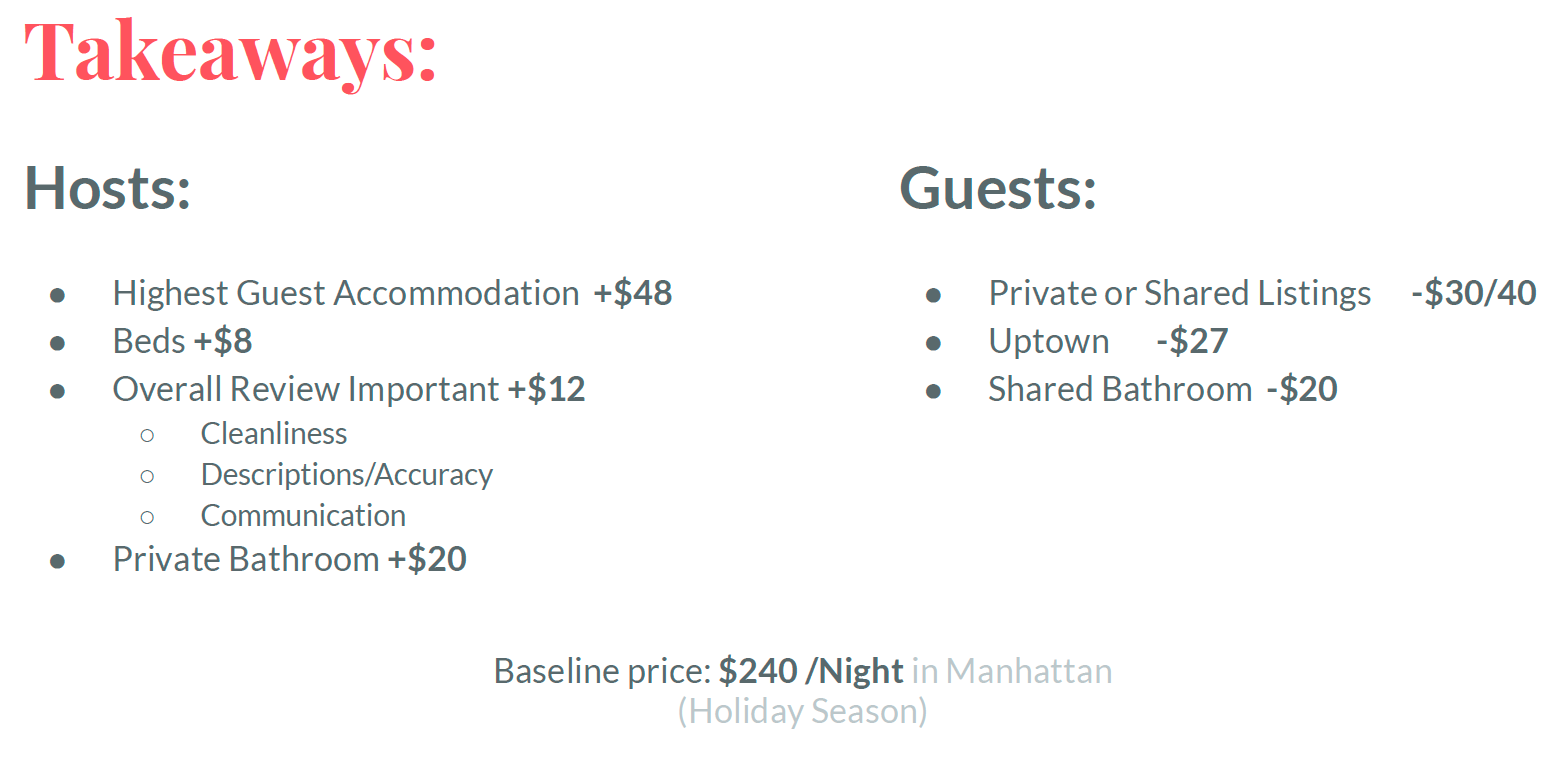 Takeaways:
Hosts:
● Highest Guest Accommodation +$48
● Beds +$8
● Overall Review Important +$12
○ Cleanliness
○ Descriptions/Accuracy
○ Communication
● Private Bathroom +$20
Guests:
● Private or Shared Listings -$30/40
● Uptown -$27
● Shared Bathroom -$20
Baseline price: $240 /Night in Manhattan
(Holiday Season)